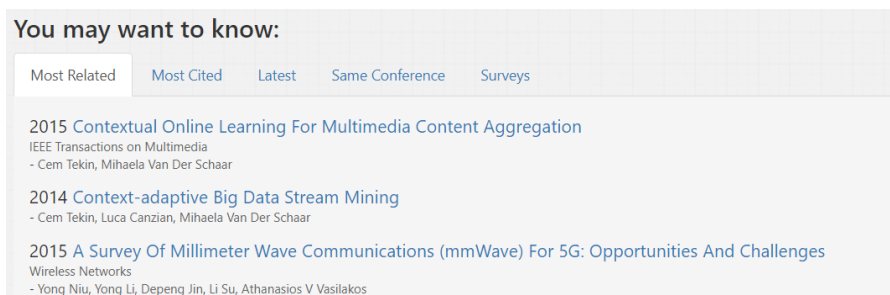 You may want to know:
Most Related Most Cited Latest Same Conference Surveys
2015 Contextual Online Learning For Multimedia Content Aggregation
IEEE Transactions on Multimedia
- Cem Tekin, Mihaela Van Der Schaar
2014 Context-adaptive Big Data Stream Mining
- Cem Tekin, Luca Canzian, Mihaela Van Der Schaar
2015 A Survey Of Millimeter Wave Communications (mmWave) For 5G: Opportunities And Challenges
Wireless Networks
- Yong Niu, Yong Li, Depeng Jin, Li Su, Athanasios V Vasilakos